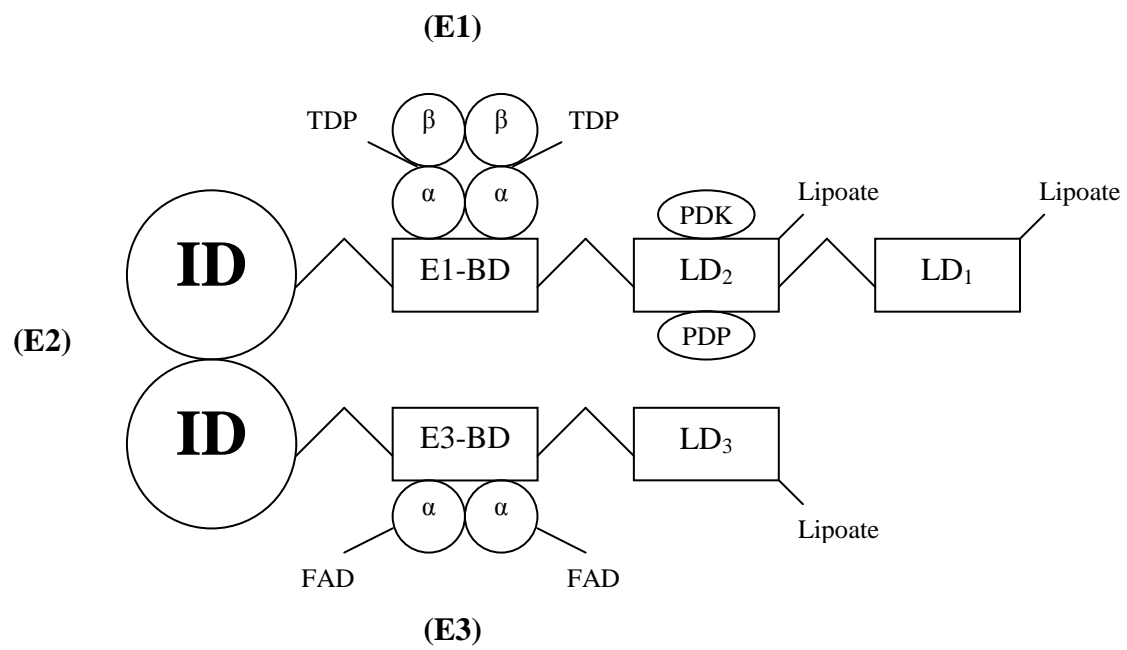 (E1)
TDP β β TDP
α α
Lipoate Lipoate
PDK
ID E1-BD LD₂ LD₁
PDP
(E2)
ID E3-BD LD₃
α α
Lipoate
FAD FAD
(E3)